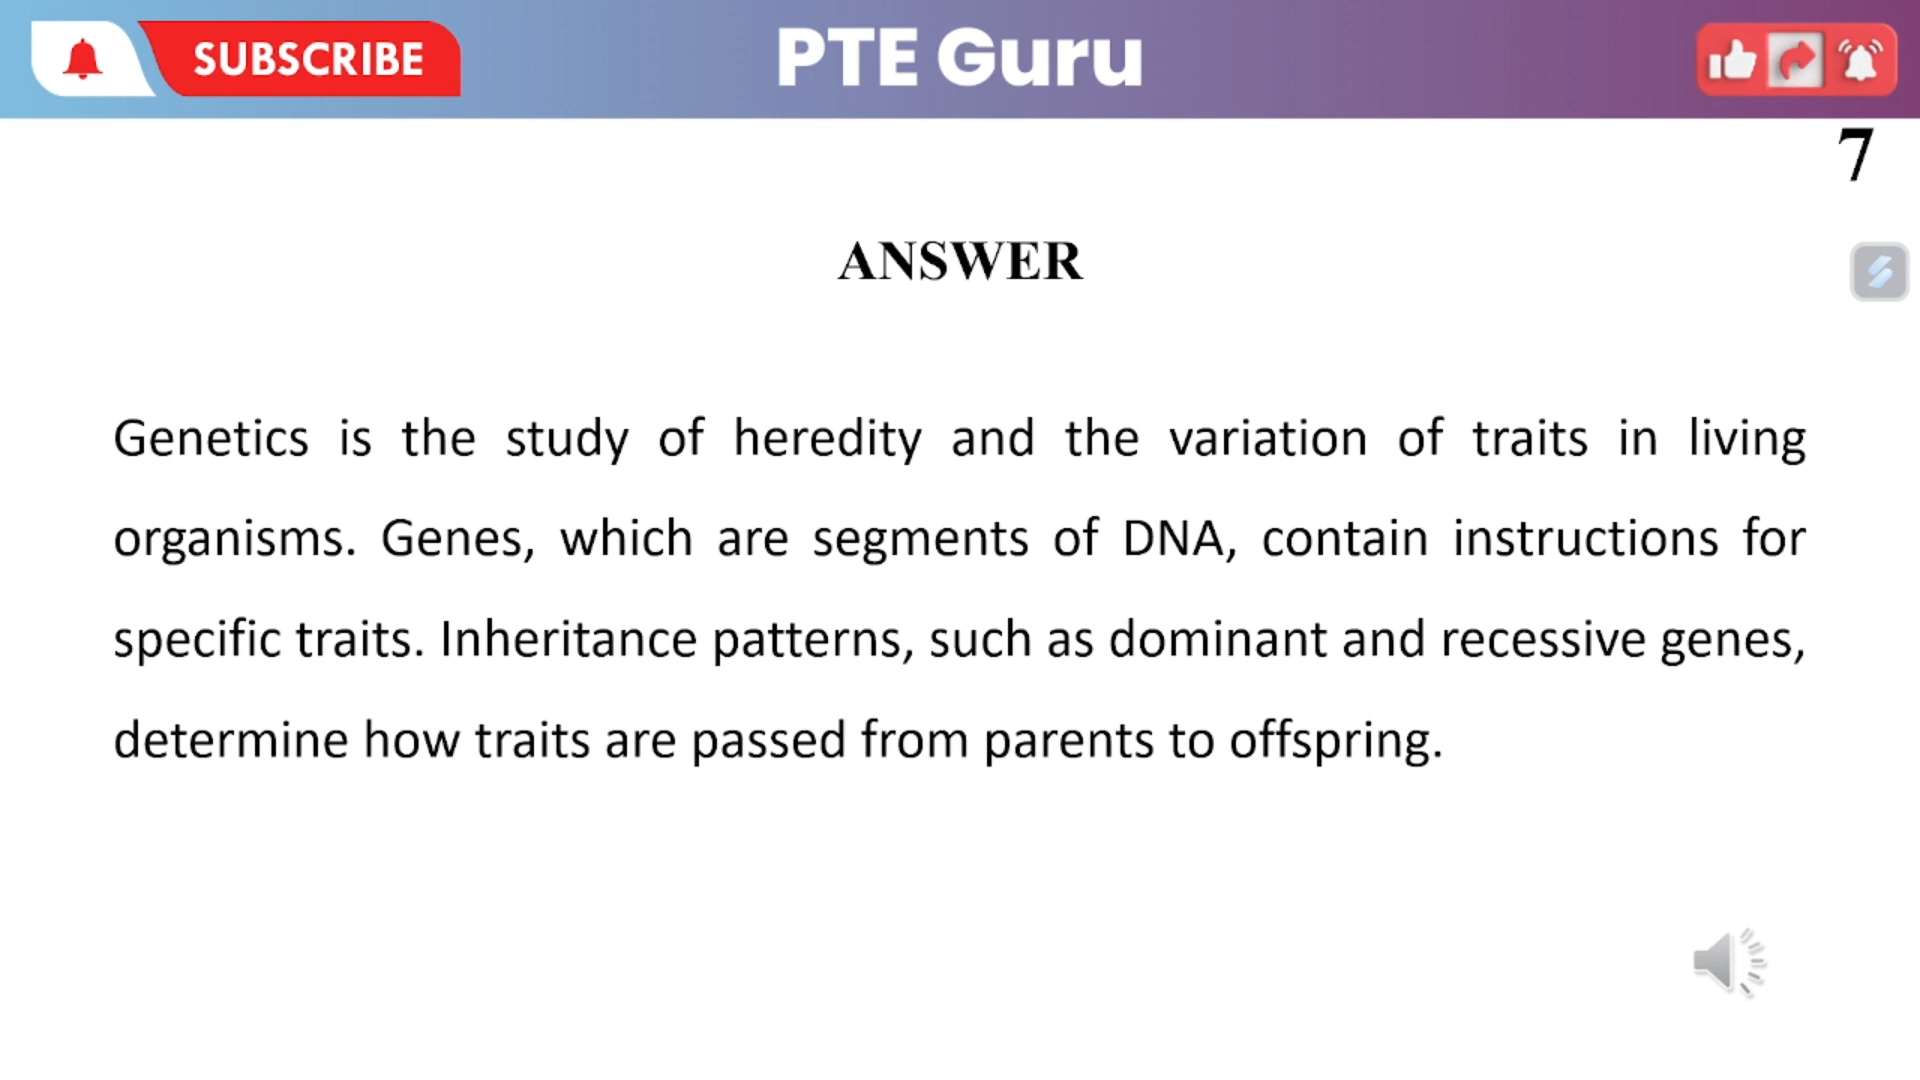 SUBSCRIBE
PTE Guru
7
ANSWER
Genetics is the study of heredity and the variation of traits in living
organisms. Genes, which are segments of DNA, contain instructions for
specific traits. Inheritance patterns, such as dominant and recessive genes,
determine how traits are passed from parents to offspring.